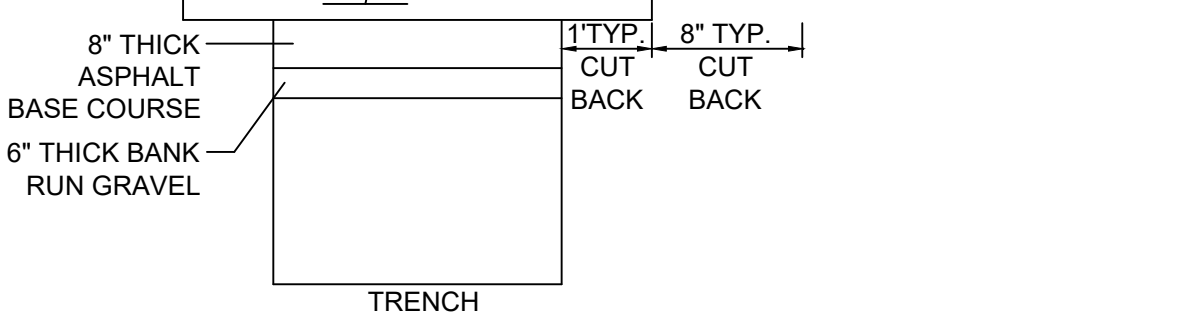 8" THICK
ASPHALT
BASE COURSE
6" THICK BANK
RUN GRAVEL
1'TYP.
CUT
BACK
8" TYP.
CUT
BACK
TRENCH